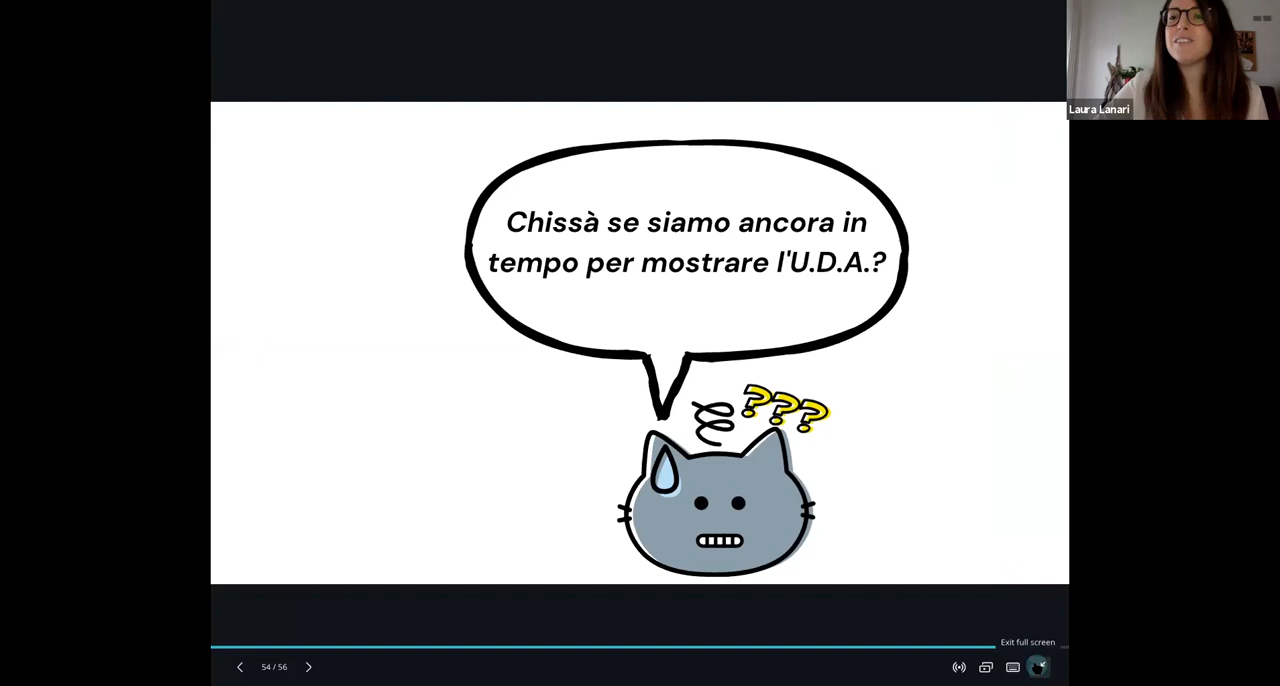 Laura Lanari
Chissà se siamo ancora in
tempo per mostrare l'U.D.A.?
???
Exit full screen
54 / 56